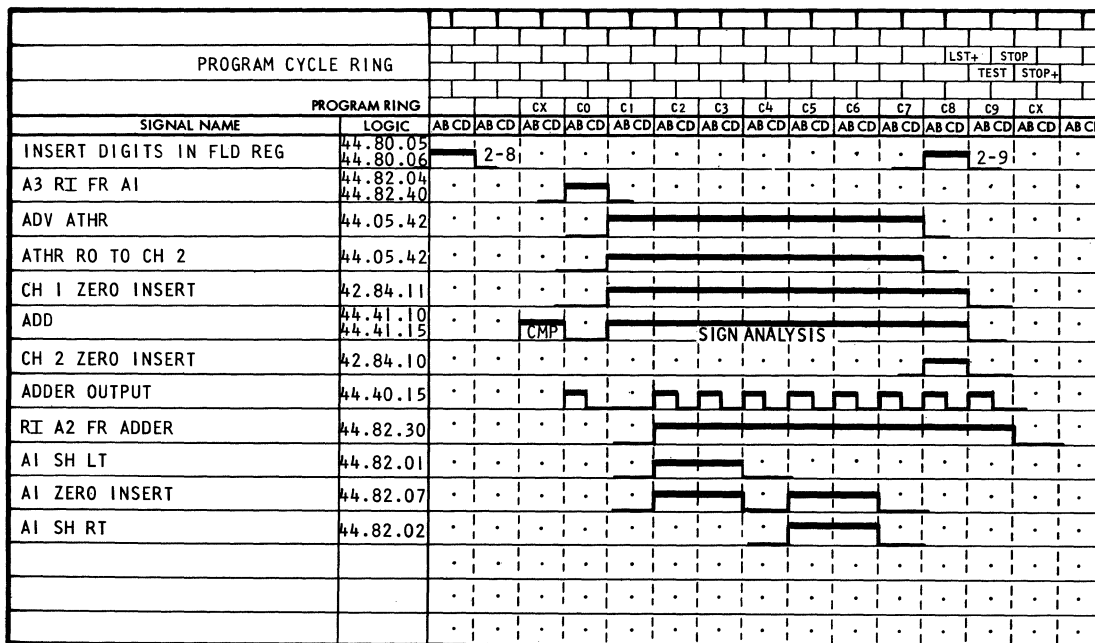 LST+ STOP
PROGRAM CYCLE RING
TEST STOP+
PROGRAM RING CX C0 C1 C2 C3 C4 C5 C6 C7 C8 C9 CX
SIGNAL NAME LOGIC AB CD AB CD AB CD AB CD AB CD AB CD AB CD AB CD AB CD AB CD AB CD AB CD AB CD AB CD AB C
INSERT DIGITS IN FLD REG 44.80.05 44.80.06 2-8 2-9
A3 RI FR A1 44.82.04 44.82.40
ADV ATHR 44.05.42
ATHR RO TO CH 2 44.05.42
CH 1 ZERO INSERT 42.84.11
ADD 44.41.10 44.41.15 CMP SIGN ANALYSIS
CH 2 ZERO INSERT 42.84.10
ADDER OUTPUT 44.40.15
RI A2 FR ADDER 44.82.30
A1 SH LT 44.82.01
A1 ZERO INSERT 44.82.07
A1 SH RT 44.82.02